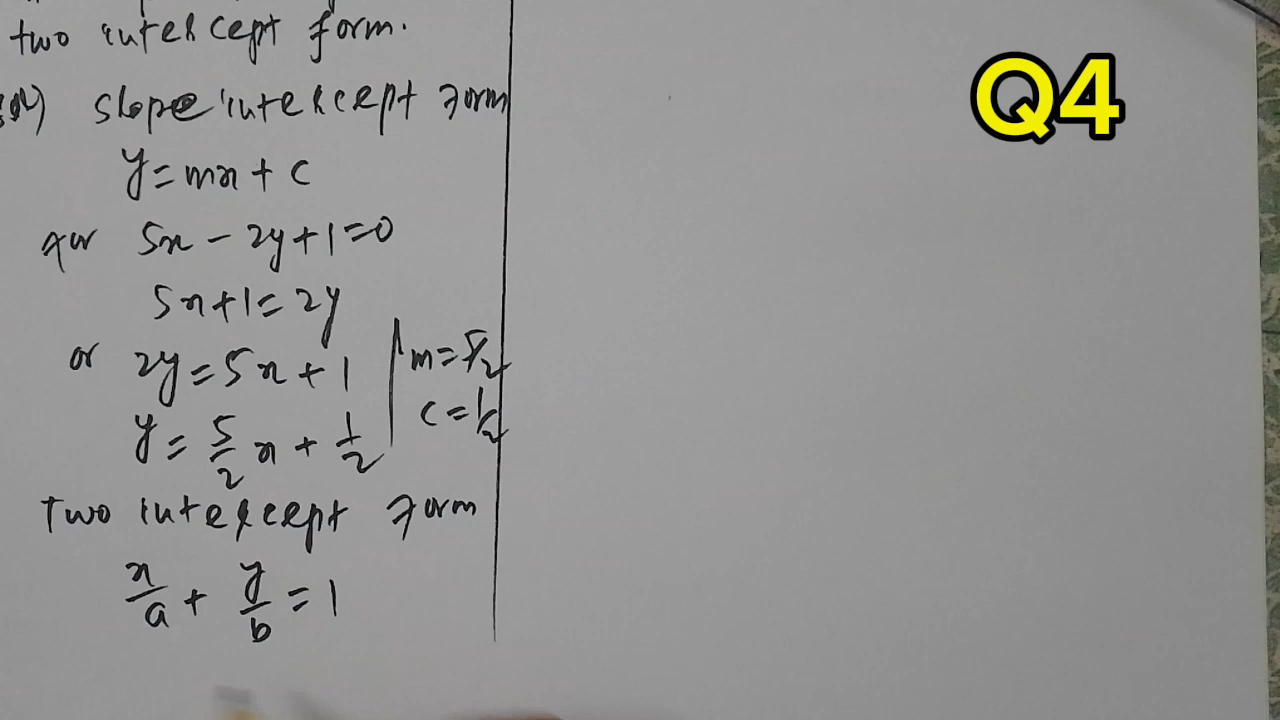 two intercept form.
slope intercept form
y = mx + c
for 5x - 2y + 1 = 0
5x + 1 = 2y
or 2y = 5x + 1
m = 5/2
y = 5/2 x + 1/2
c = 1/2
Two intercept form
x/a + y/b = 1
Q4